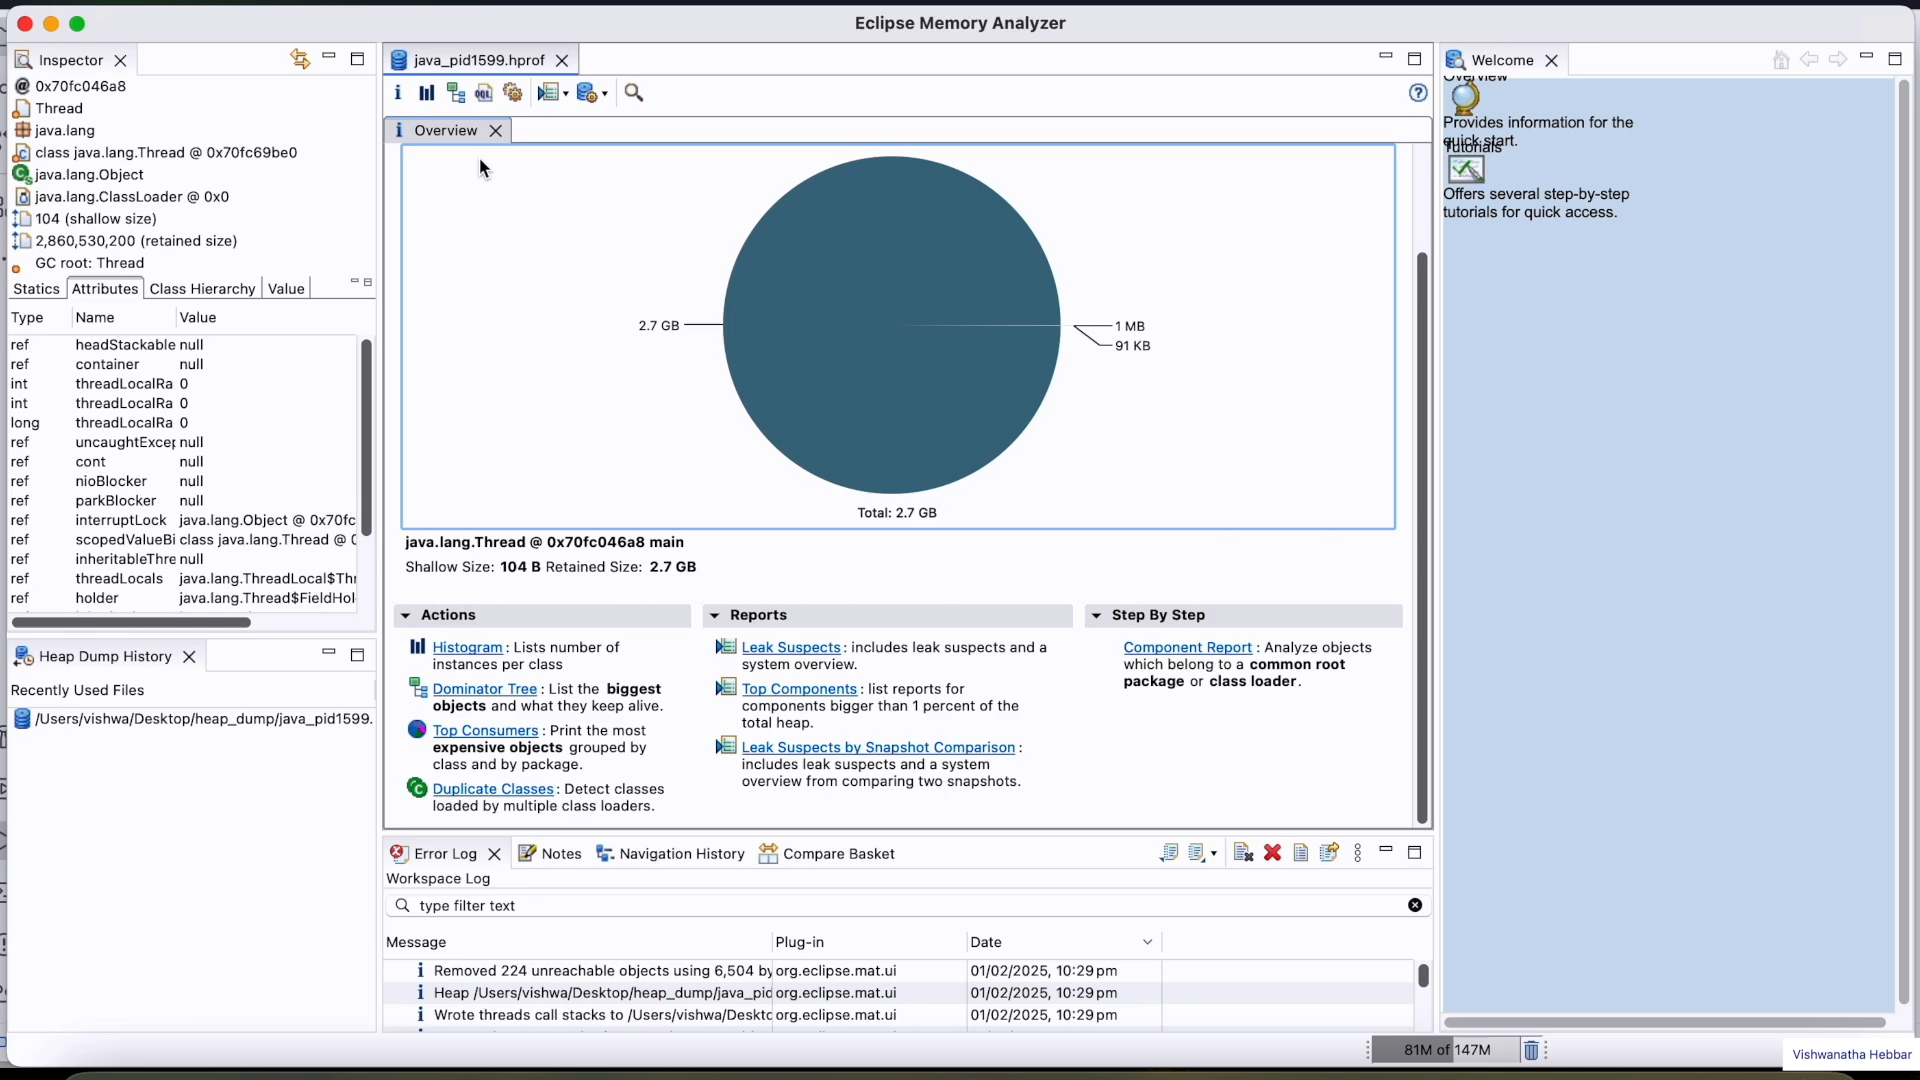 Eclipse Memory Analyzer
Inspector
0x70fc046a8
Thread
java.lang
class java.lang.Thread @ 0x70fc69be0
java.lang.Object
java.lang.ClassLoader @ 0x0
104 (shallow size)
2,860,530,200 (retained size)
GC root: Thread
Statics Attributes Class Hierarchy Value
Type Name Value
ref headStackable null
ref container null
int threadLocalRa 0
int threadLocalRa 0
long threadLocalRa 0
ref uncaughtExcep null
ref cont null
ref nioBlocker null
ref parkBlocker null
ref interruptLock java.lang.Object @ 0x70fc
ref scopedValueBi class java.lang.Thread @ 0
ref inheritableThre null
ref threadLocals java.lang.ThreadLocal$Thr
ref holder java.lang.Thread$FieldHol
Heap Dump History
Recently Used Files
/Users/vishwa/Desktop/heap_dump/java_pid1599.
java_pid1599.hprof
i OQL
i Overview
2.7 GB
1 MB
91 KB
Total: 2.7 GB
java.lang.Thread @ 0x70fc046a8 main
Shallow Size: 104 B Retained Size: 2.7 GB
Actions
Histogram : Lists number of
instances per class
Dominator Tree : List the biggest
objects and what they keep alive.
Top Consumers : Print the most
expensive objects grouped by
class and by package.
Duplicate Classes : Detect classes
loaded by multiple class loaders.
Reports
Leak Suspects : includes leak suspects and a
system overview.
Top Components : list reports for
components bigger than 1 percent of the
total heap.
Leak Suspects by Snapshot Comparison :
includes leak suspects and a system
overview from comparing two snapshots.
Step By Step
Component Report : Analyze objects
which belong to a common root
package or class loader.
Error Log Notes Navigation History Compare Basket
Workspace Log
type filter text
Message Plug-in Date
Removed 224 unreachable objects using 6,504 by org.eclipse.mat.ui 01/02/2025, 10:29 pm
Heap /Users/vishwa/Desktop/heap_dump/java_pid org.eclipse.mat.ui 01/02/2025, 10:29 pm
Wrote threads call stacks to /Users/vishwa/Deskto org.eclipse.mat.ui 01/02/2025, 10:29 pm
Welcome
Overview
Provides information for the
quick start.
Tutorials
Offers several step-by-step
tutorials for quick access.
81M of 147M
Vishwanatha Hebbar